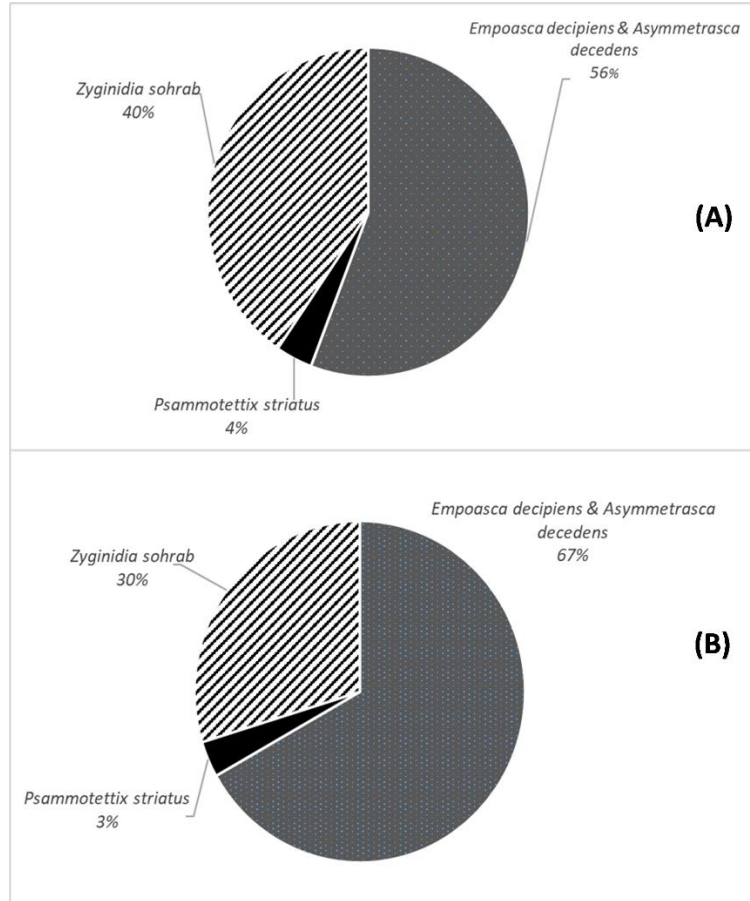 Empoasca decipiens & Asymmetrasca
decedens
56%
Zyginidia sohrab
40%
(A)
Psammotettix striatus
4%
Empoasca decipiens & Asymmetrasca
decedens
67%
Zyginidia sohrab
30%
(B)
Psammotettix striatus
3%